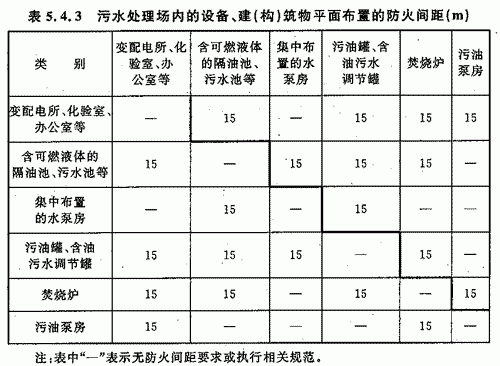 表 5.4.3 污水处理场内的设备、建(构)筑物平面布置的防火间距(m)
类 别 变配电所、化验室、办公室等 含可燃液体的隔油池、污水池等 集中布置的水泵房 污油罐、含油污水调节罐 焚烧炉 污油泵房
变配电所、化验室、办公室等 — 15 — 15 15 15
含可燃液体的隔油池、污水池等 15 — 15 15 15 —
集中布置的水泵房 — 15 — 15 — —
污油罐、含油污水调节罐 15 15 15 — 15 —
焚烧炉 15 15 — 15 — 15
污油泵房 15 — — — 15 —
注:表中“—”表示无防火间距要求或执行相关规范。